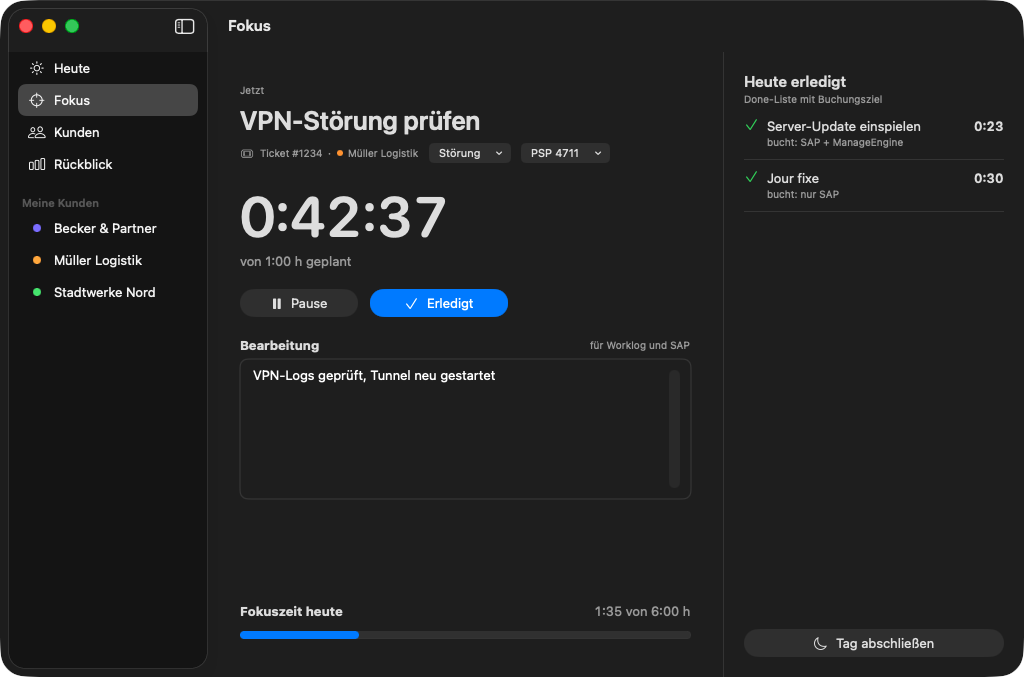 Fokus
Heute
Fokus
Kunden
Rückblick
Meine Kunden
Becker & Partner
Müller Logistik
Stadtwerke Nord
Jetzt
VPN-Störung prüfen
Ticket #1234 · Müller Logistik Störung PSP 4711
0:42:37
von 1:00 h geplant
Pause Erledigt
Bearbeitung für Worklog und SAP
VPN-Logs geprüft, Tunnel neu gestartet
Fokuszeit heute 1:35 von 6:00 h
Heute erledigt
Done-Liste mit Buchungsziel
Server-Update einspielen 0:23
bucht: SAP + ManageEngine
Jour fixe 0:30
bucht: nur SAP
Tag abschließen